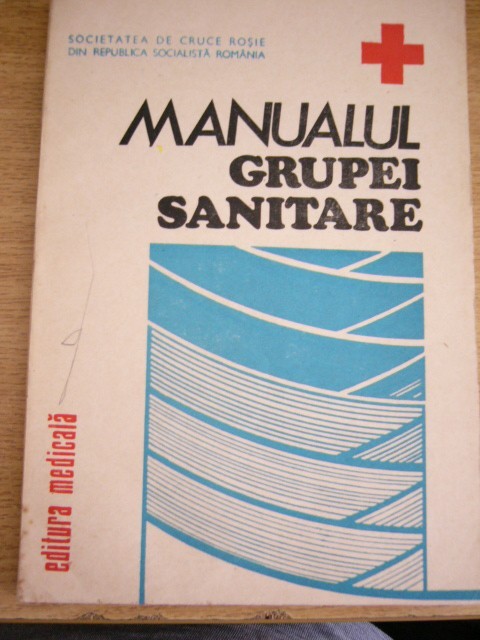 SOCIETATEA DE CRUCE ROȘIE
DIN REPUBLICA SOCIALISTĂ ROMÂNIA
MANUALUL
GRUPEI
SANITARE
editura medicală